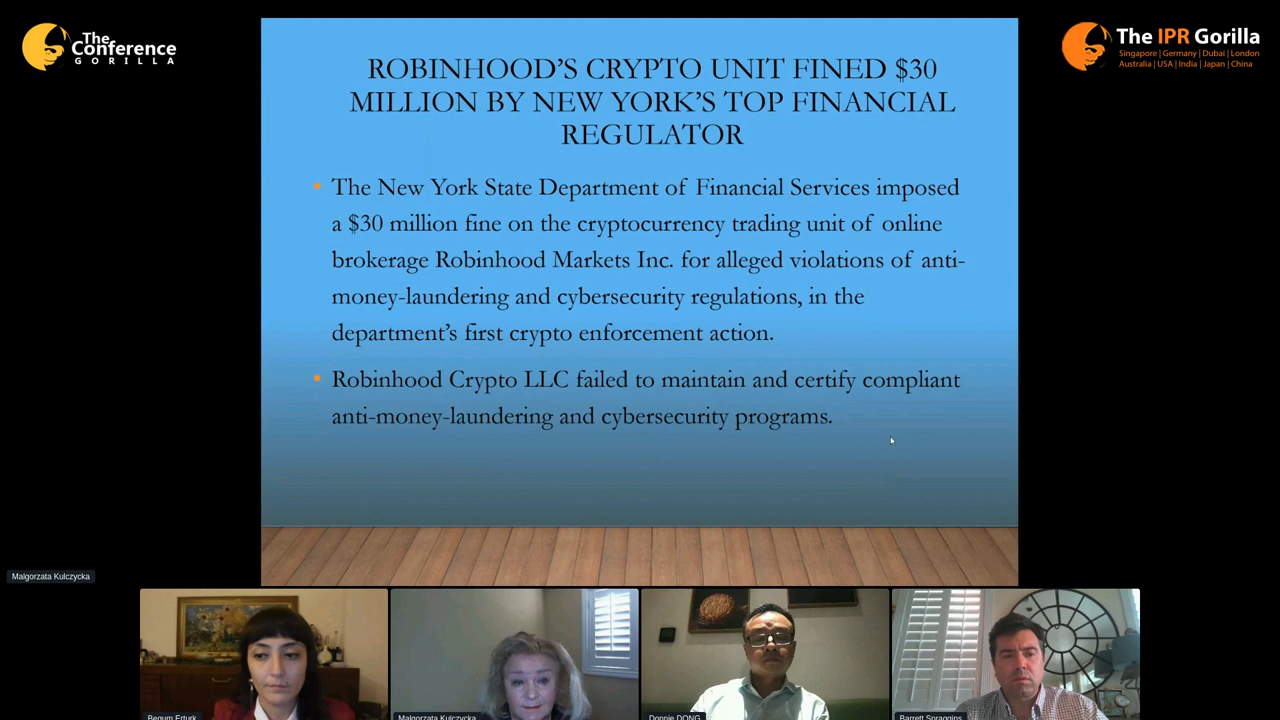 The
Conference
GORILLA
The IPR Gorilla
Singapore | Germany | Dubai | London
Australia | USA | India | Japan | China
ROBINHOOD'S CRYPTO UNIT FINED $30
MILLION BY NEW YORK'S TOP FINANCIAL
REGULATOR
• The New York State Department of Financial Services imposed
a $30 million fine on the cryptocurrency trading unit of online
brokerage Robinhood Markets Inc. for alleged violations of anti-
money-laundering and cybersecurity regulations, in the
department's first crypto enforcement action.
• Robinhood Crypto LLC failed to maintain and certify compliant
anti-money-laundering and cybersecurity programs.
Malgorzata Kulczycka
Begum Erturk
Malgorzata Kulczycka
Donnie DONG
Barrett Spraggins